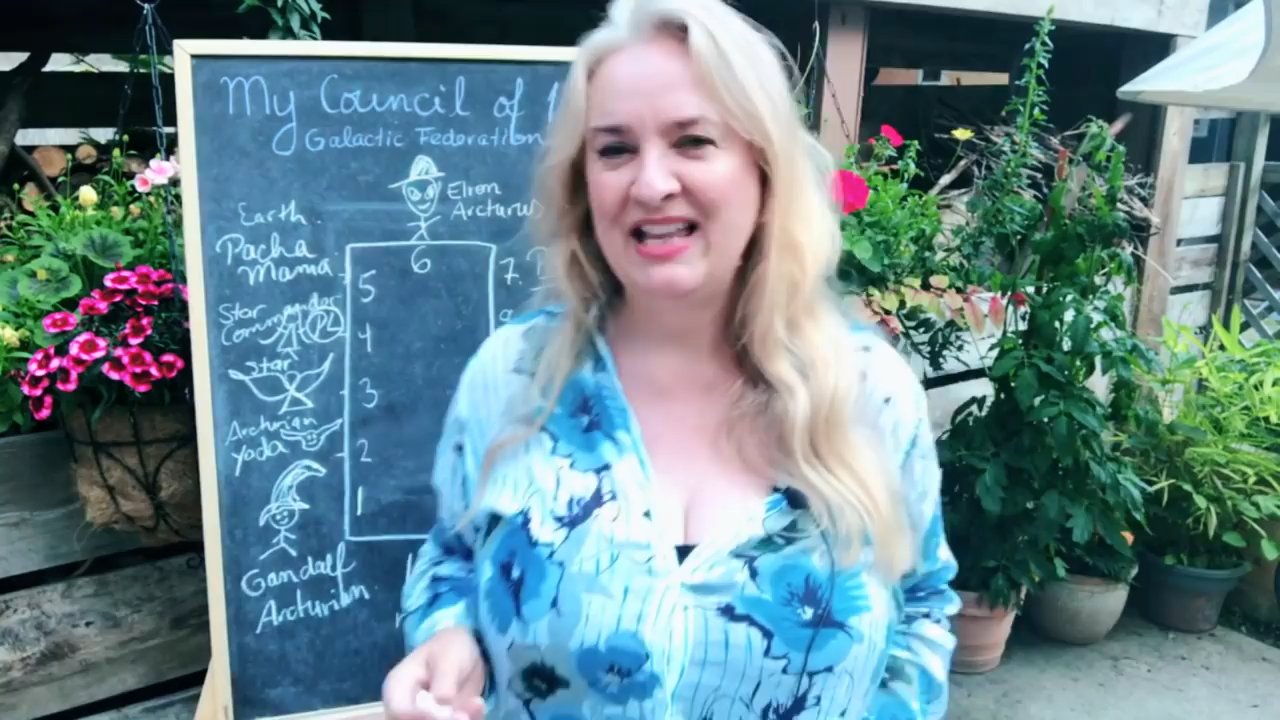 My Council of
Galactic Federation
Elron
Arcturus
Earth.
Pacha
Mama
6
5
7.
Star
Commander
PL
4
Star
3
Arcturian
Yoda
2
1
Gandalf
Arcturian.